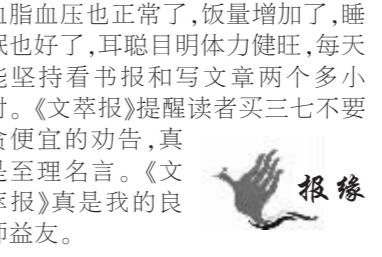 血脂血压也正常了,饭量增加了,睡
眠也好了,耳聪目明体力健旺,每天
能坚持看书报和写文章两个多小
时。《文萃报》提醒读者买三七不要
贪便宜的劝告,真
是至理名言。《文
萃报》真是我的良
师益友。
报缘